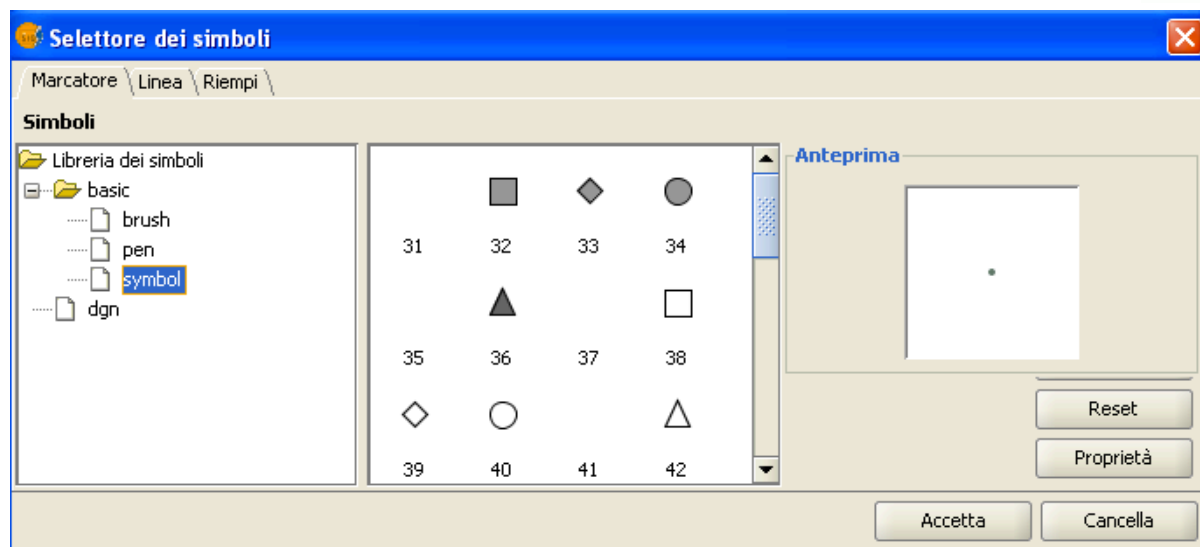 Selettore dei simboli
Marcatore Linea Riempi
Simboli
Libreria dei simboli
basic
brush
pen
symbol
dgn
31 32 33 34
35 36 37 38
39 40 41 42
Anteprima
Reset
Proprietà
Accetta Cancella